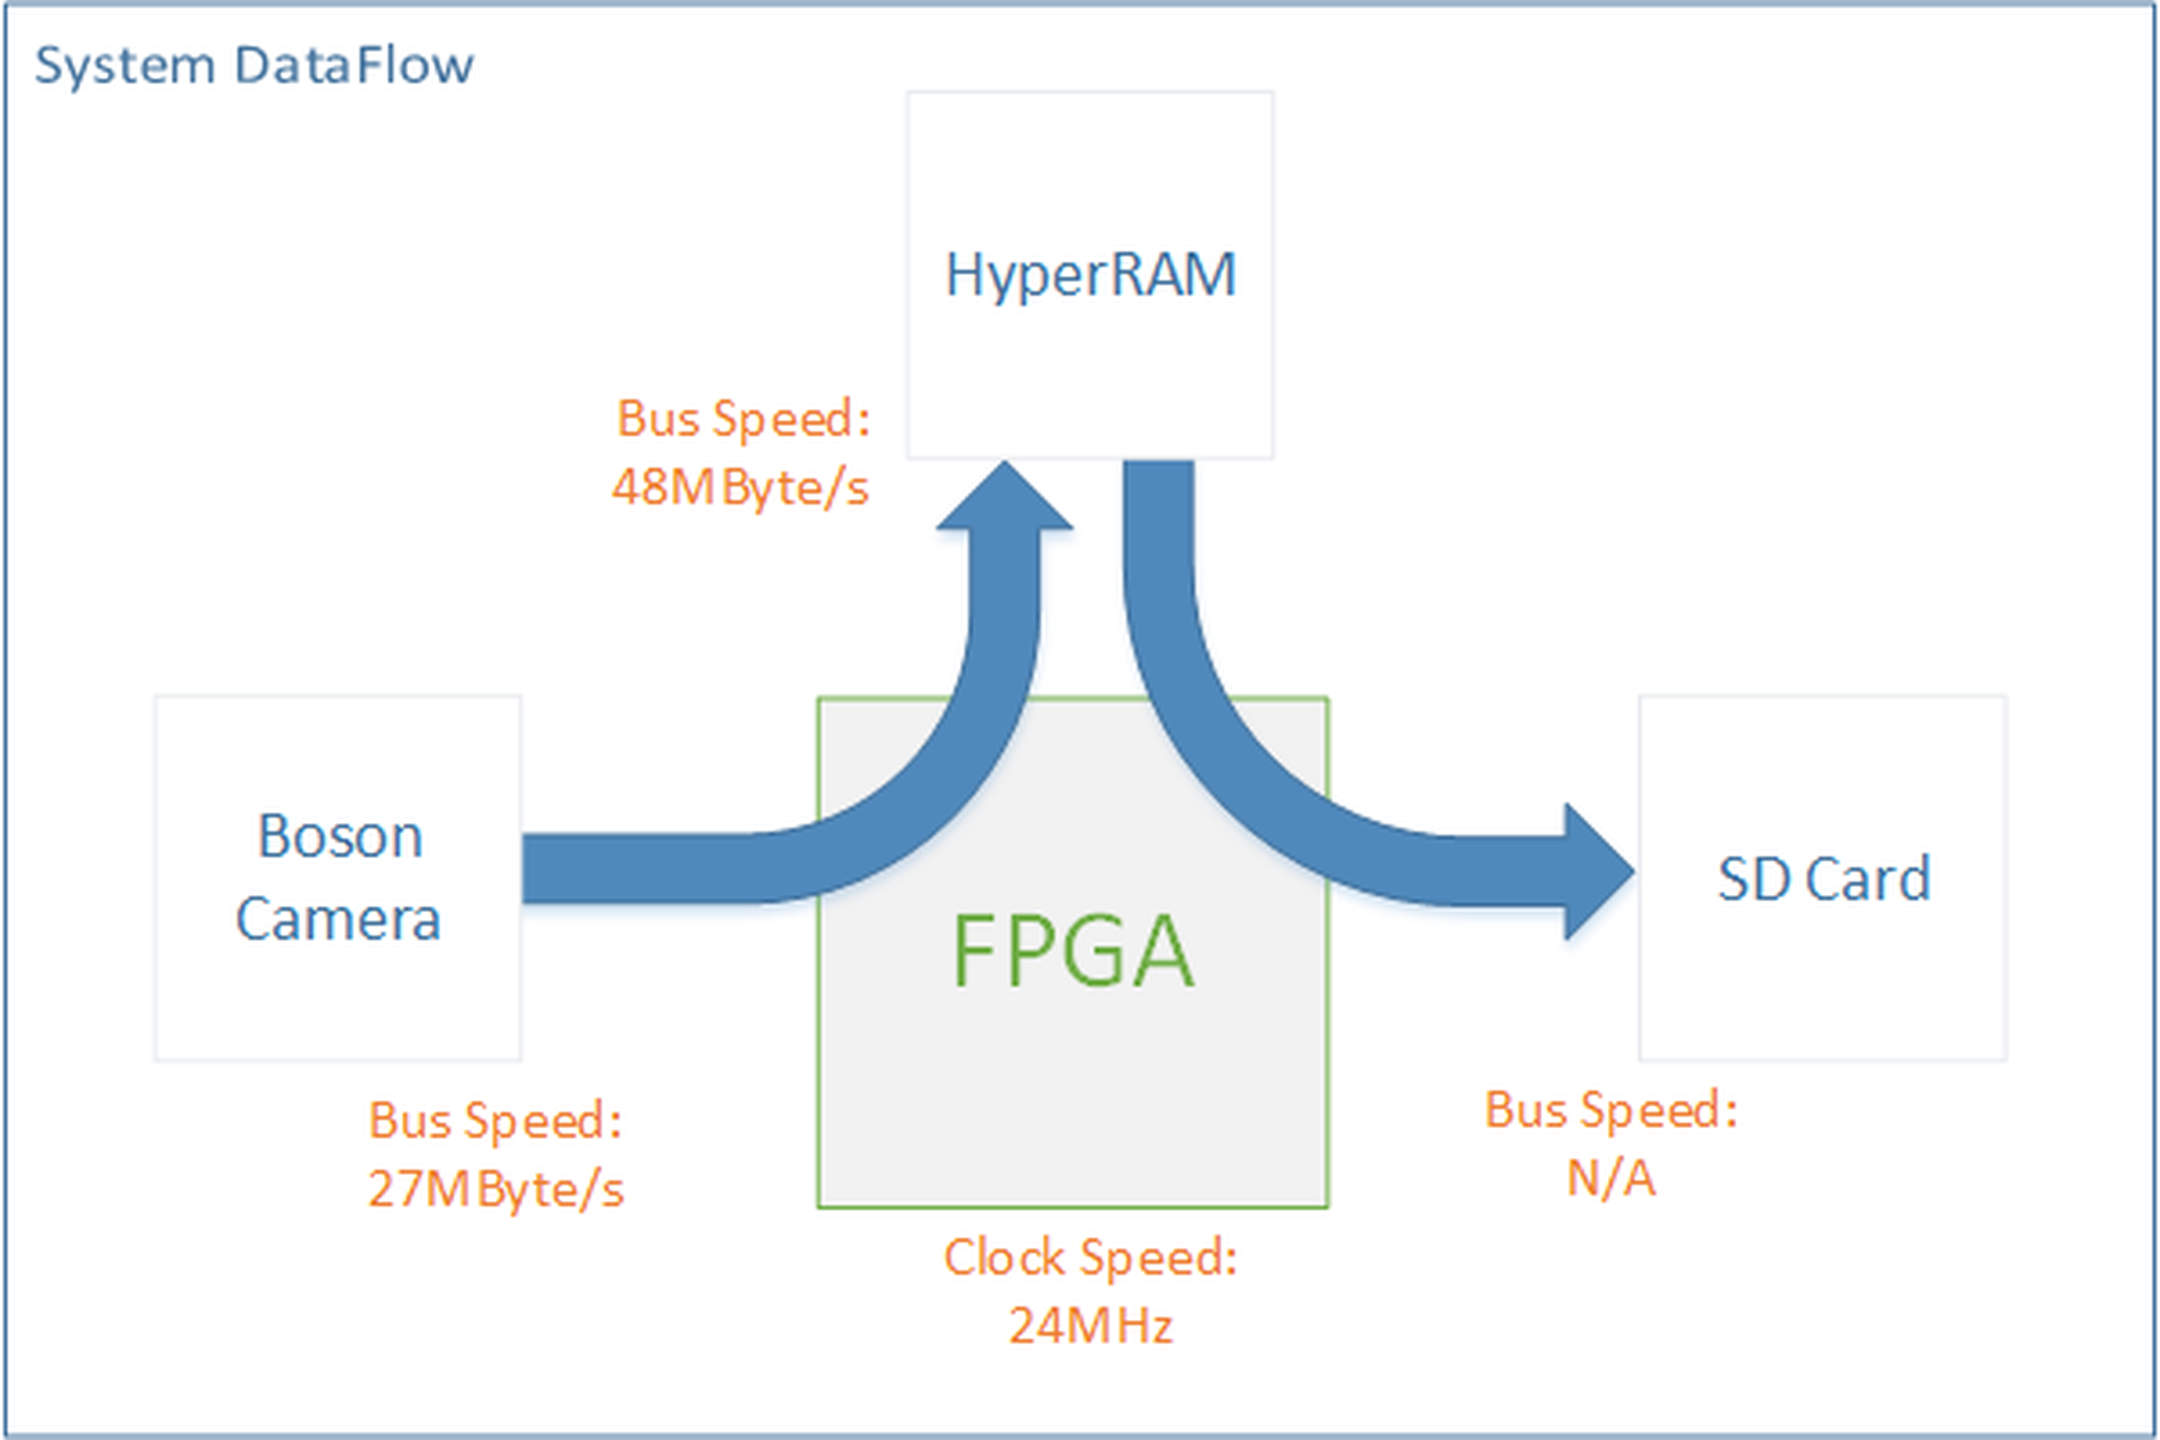 System DataFlow
HyperRAM
Bus Speed:
48MByte/s
Boson
Camera
FPGA
SD Card
Bus Speed:
27MByte/s
Bus Speed:
N/A
Clock Speed:
24MHz